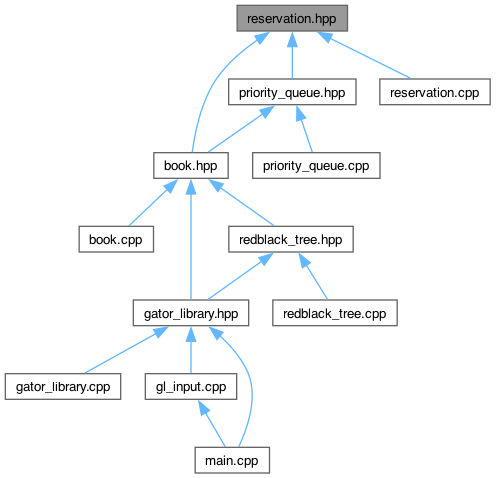 reservation.hpp
priority_queue.hpp
reservation.cpp
book.hpp
priority_queue.cpp
book.cpp
redblack_tree.hpp
gator_library.hpp
redblack_tree.cpp
gator_library.cpp
gl_input.cpp
main.cpp